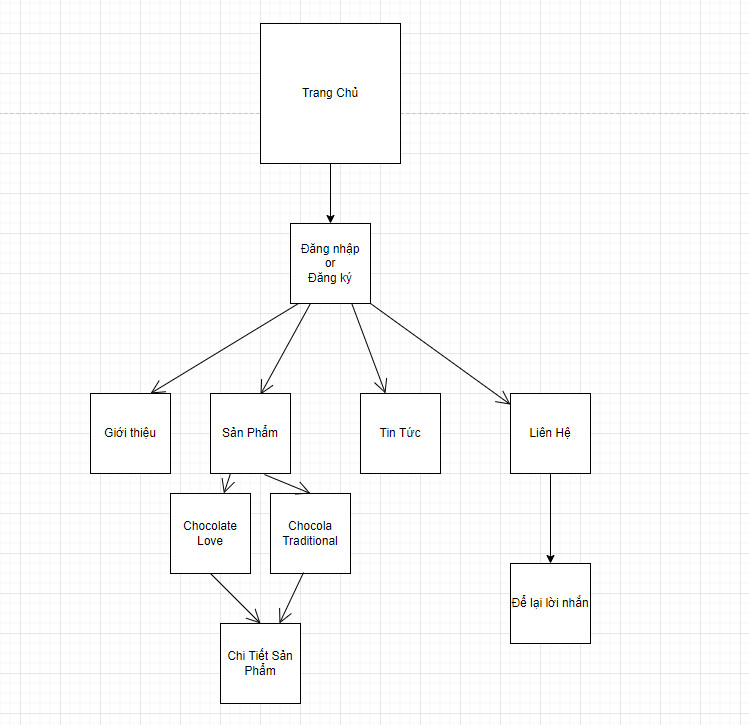 Trang Chủ
Đăng nhập
or
Đăng ký
Giới thiệu
Sản Phẩm
Tin Tức
Liên Hệ
Chocolate
Love
Chocola
Traditional
Để lại lời nhắn
Chi Tiết Sản
Phẩm